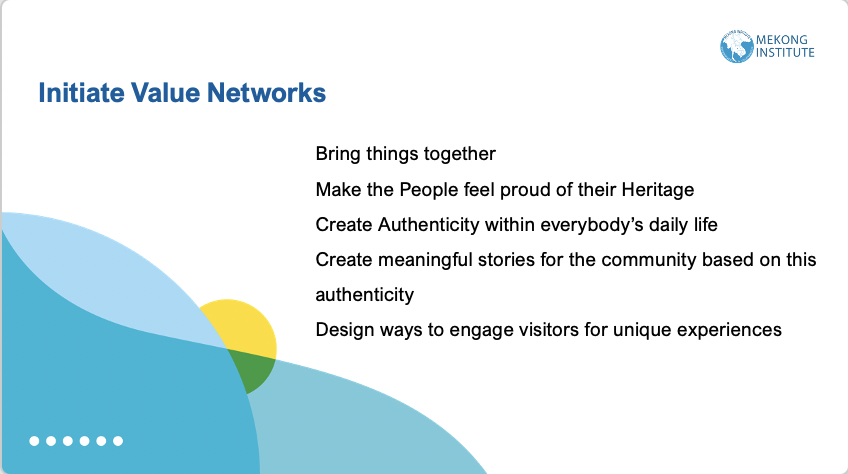 MEKONG
INSTITUTE
Initiate Value Networks
Bring things together
Make the People feel proud of their Heritage
Create Authenticity within everybody’s daily life
Create meaningful stories for the community based on this
authenticity
Design ways to engage visitors for unique experiences